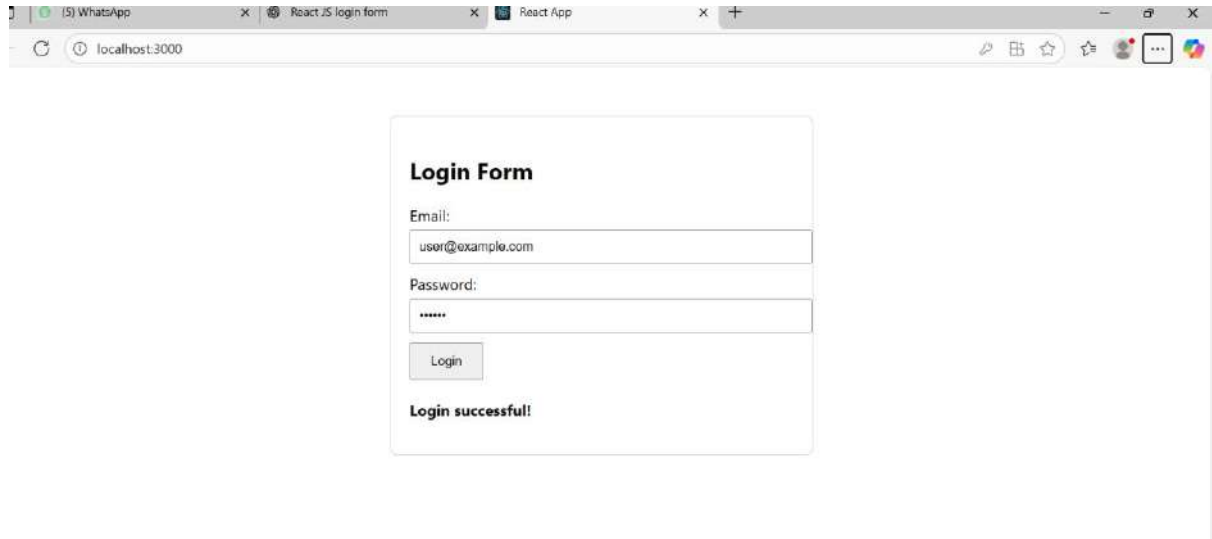 (5) WhatsApp React JS login form React App
localhost:3000
Login Form
Email:
user@example.com
Password:
••••••
Login
Login successful!